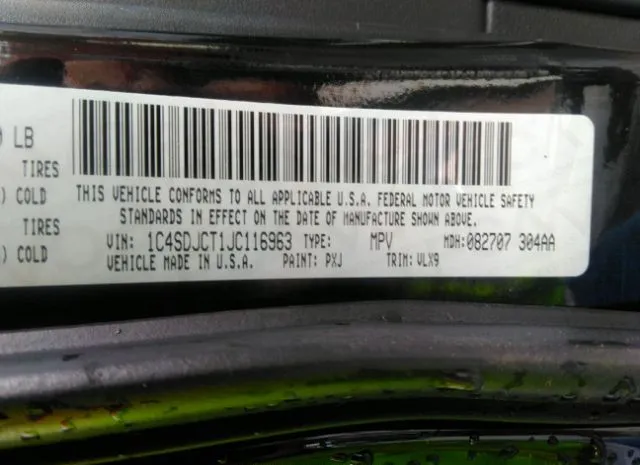 0 LB
TIRES
) COLD
TIRES
) COLD
THIS VEHICLE CONFORMS TO ALL APPLICABLE U.S.A. FEDERAL MOTOR VEHICLE SAFETY
STANDARDS IN EFFECT ON THE DATE OF MANUFACTURE SHOWN ABOVE.
VIN: 1C4SDJCT1JC116963 TYPE: MPV MDH:082707 304AA
VEHICLE MADE IN U.S.A. PAINT: PXJ TRIM: VLX9